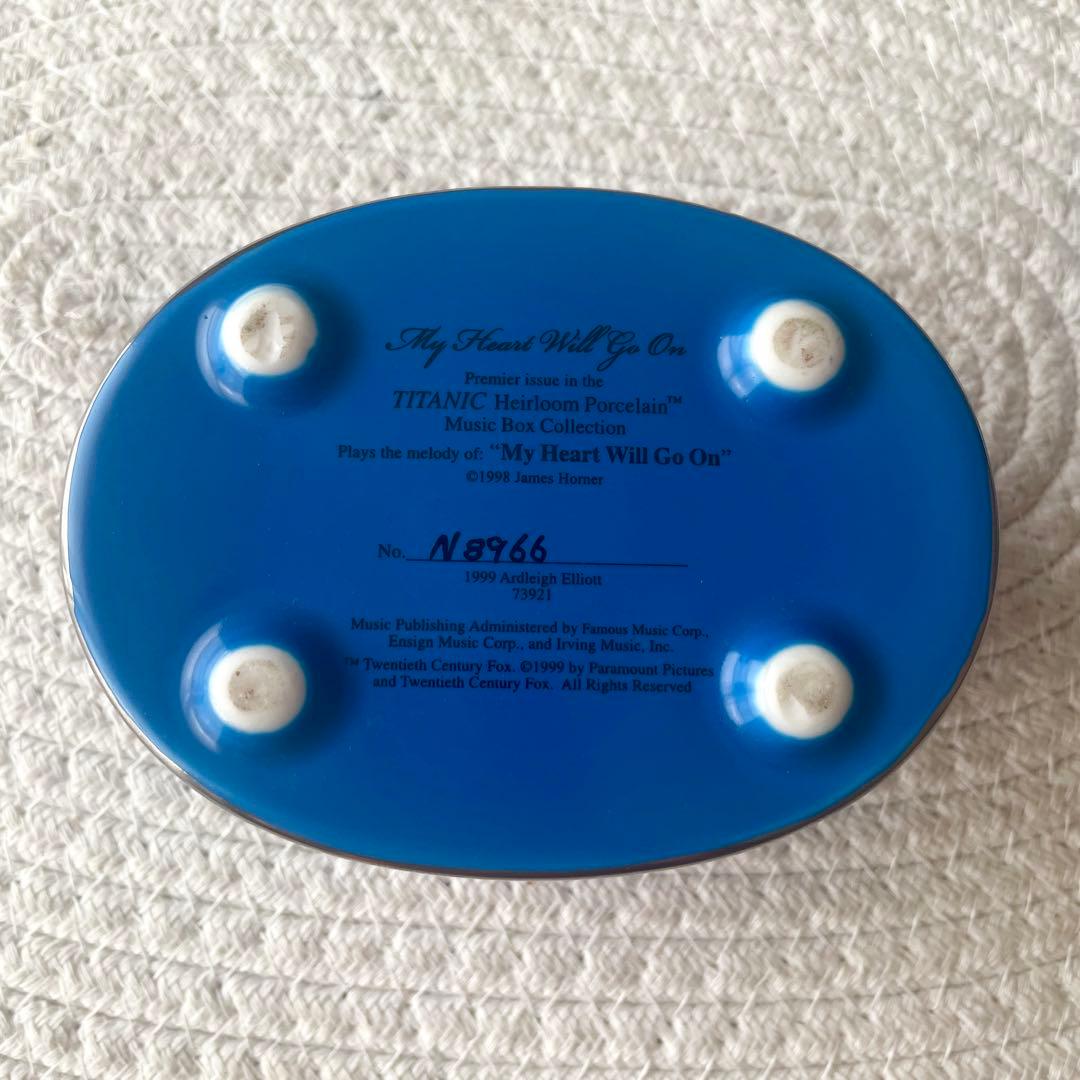 My Heart Will Go On
Premier issue in the
TITANIC Heirloom Porcelain™
Music Box Collection
Plays the melody of: “My Heart Will Go On”
©1998 James Horner
No. N8966
1999 Ardleigh Elliott
73921
Music Publishing Administered by Famous Music Corp.,
Ensign Music Corp., and Irving Music, Inc.
™ Twentieth Century Fox. ©1999 by Paramount Pictures
and Twentieth Century Fox. All Rights Reserved